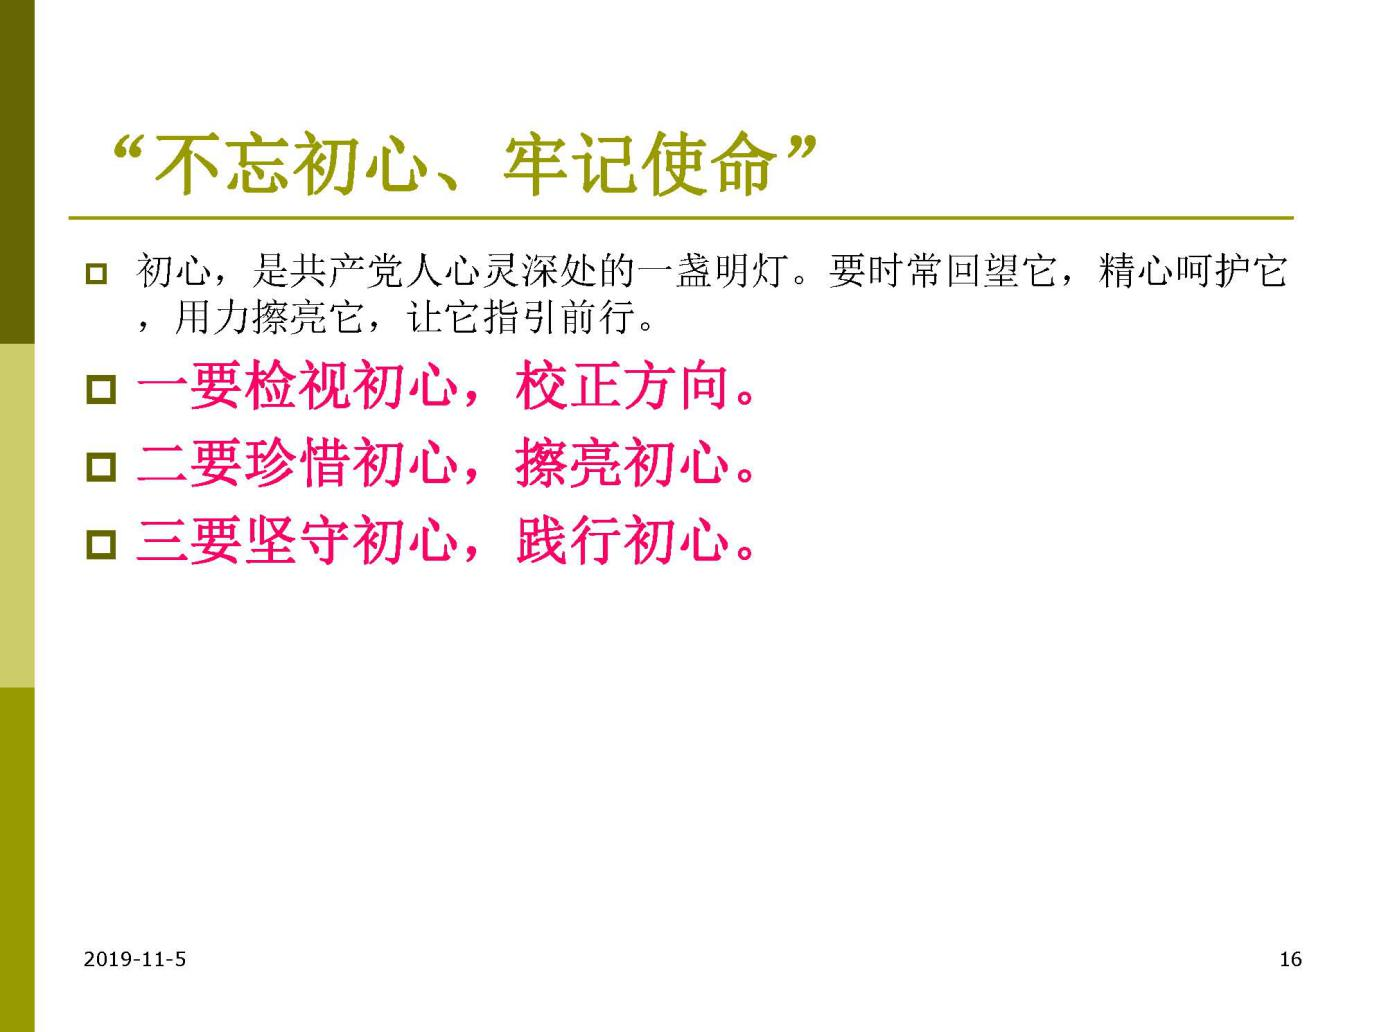 “不忘初心、牢记使命”
初心，是共产党人心灵深处的一盏明灯。要时常回望它，精心呵护它
，用力擦亮它，让它指引前行。
一要检视初心，校正方向。
二要珍惜初心，擦亮初心。
三要坚守初心，践行初心。
2019-11-5
16